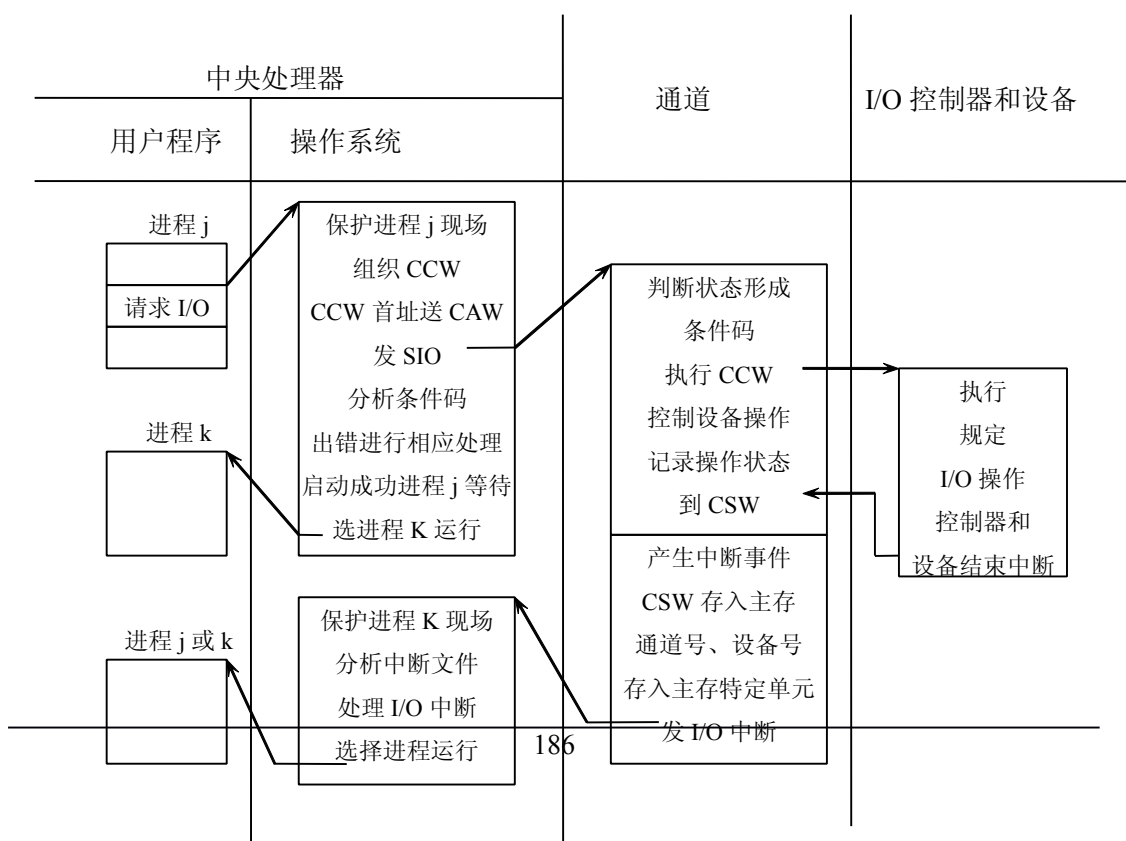 中央处理器
通道
I/O 控制器和设备
用户程序
操作系统
进程 j
请求 I/O
进程 k
进程 j 或 k
保护进程 j 现场
组织 CCW
CCW 首址送 CAW
发 SIO
分析条件码
出错进行相应处理
启动成功进程 j 等待
选进程 K 运行
保护进程 K 现场
分析中断文件
处理 I/O 中断
选择进程运行
判断状态形成
条件码
执行 CCW
控制设备操作
记录操作状态
到 CSW
产生中断事件
CSW 存入主存
通道号、设备号
存入主存特定单元
发 I/O 中断
执行
规定
I/O 操作
控制器和
设备结束中断
186